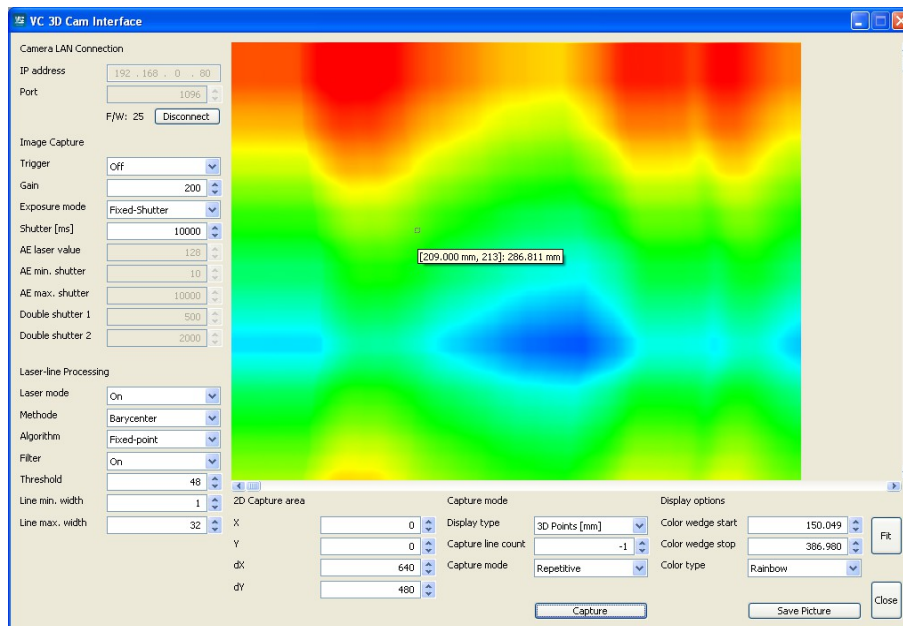 VC 3D Cam Interface
Camera LAN Connection
IP address 192 . 168 . 0 . 80
Port 1096
F/W: 25 Disconnect
Image Capture
Trigger Off
Gain 200
Exposure mode Fixed-Shutter
Shutter [ms] 10000
AE laser value 128
AE min. shutter 10
AE max. shutter 10000
Double shutter 1 500
Double shutter 2 2000
Laser-line Processing
Laser mode On
Methode Barycenter
Algorithm Fixed-point
Filter On
Threshold 48
Line min. width 1
Line max. width 32
[209.000 mm, 213]: 286.811 mm
2D Capture area
X 0
Y 0
dX 640
dY 480
Capture mode
Display type 3D Points [mm]
Capture line count -1
Capture mode Repetitive
Capture
Display options
Color wedge start 150.049
Color wedge stop 386.980
Color type Rainbow
Save Picture
Fit
Close